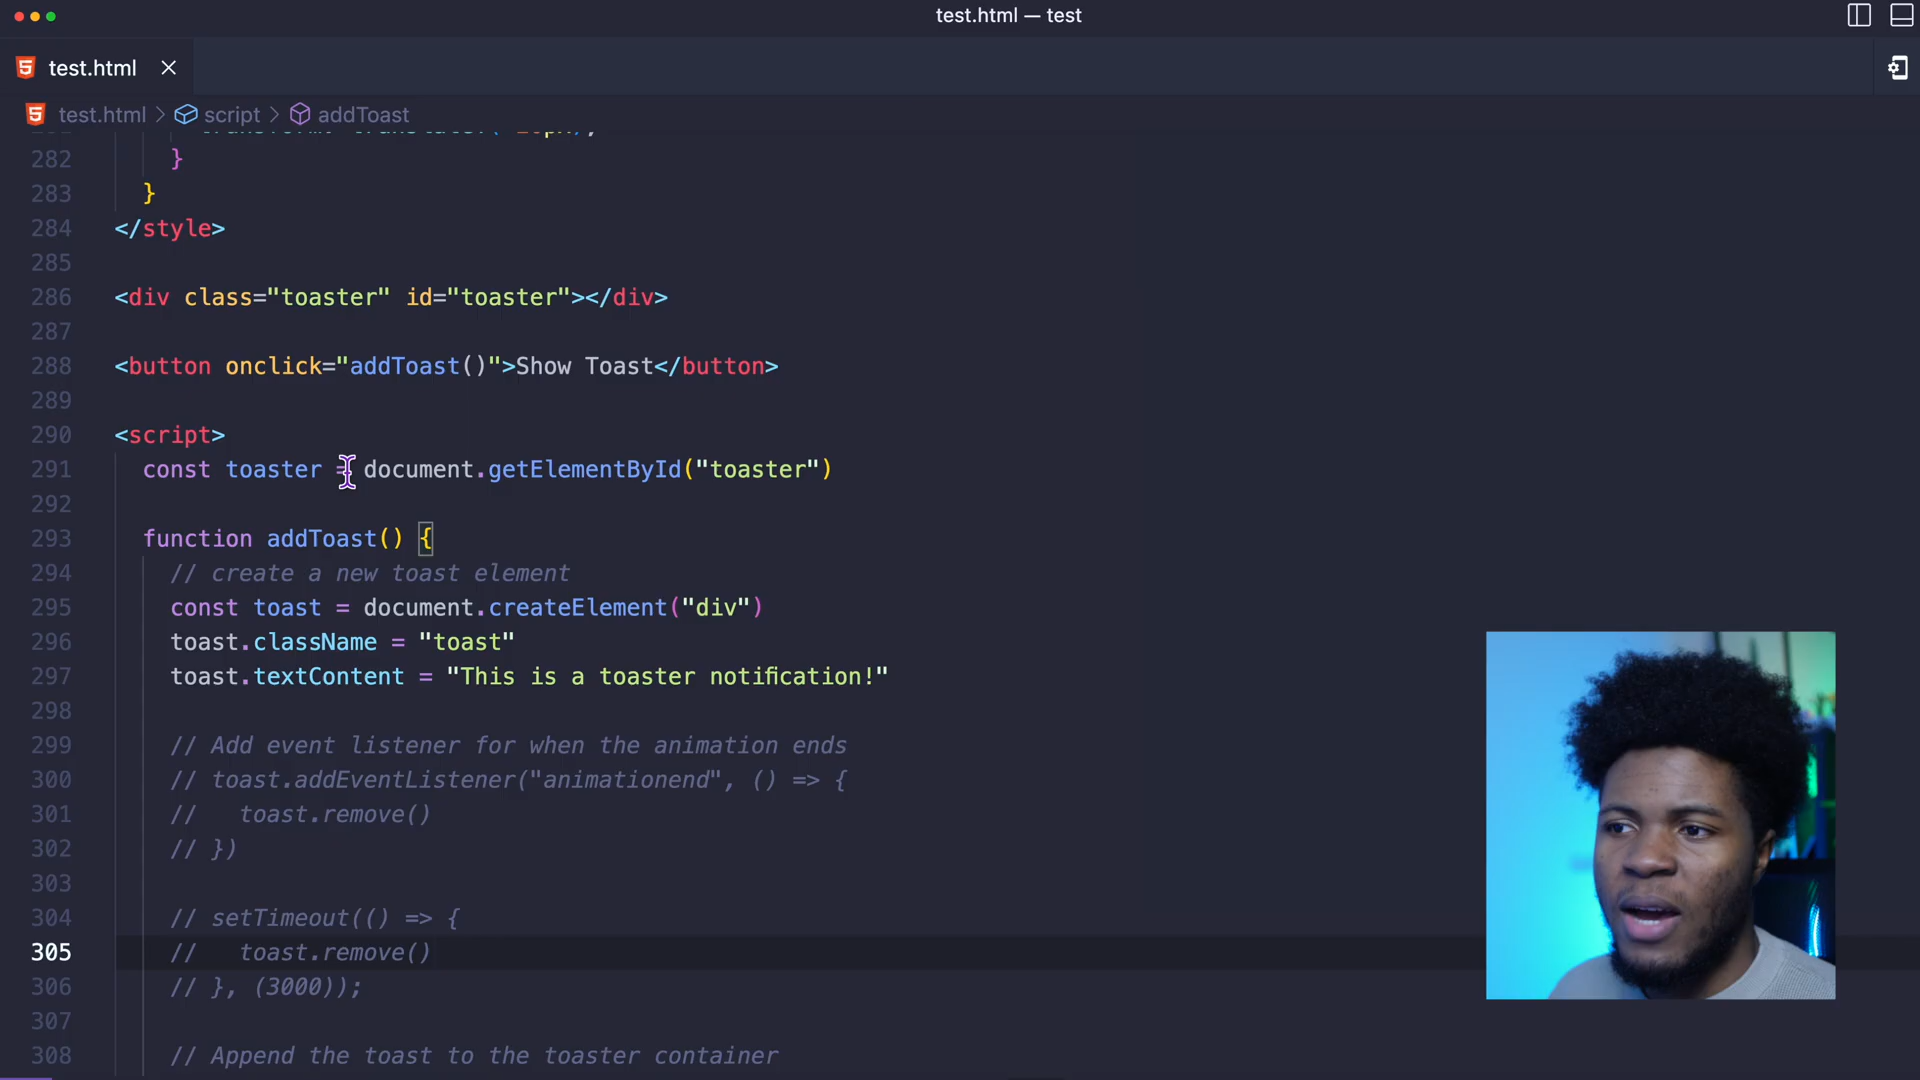 test.html — test
test.html
test.html > script > addToast
282 }
283 }
284 </style>
285
286 <div class="toaster" id="toaster"></div>
287
288 <button onclick="addToast()">Show Toast</button>
289
290 <script>
291 const toaster = document.getElementById("toaster")
292
293 function addToast() {
294 // create a new toast element
295 const toast = document.createElement("div")
296 toast.className = "toast"
297 toast.textContent = "This is a toaster notification!"
298
299 // Add event listener for when the animation ends
300 // toast.addEventListener("animationend", () => {
301 //   toast.remove()
302 // })
303
304 // setTimeout(() => {
305 //   toast.remove()
306 // }, (3000));
307
308 // Append the toast to the toaster container